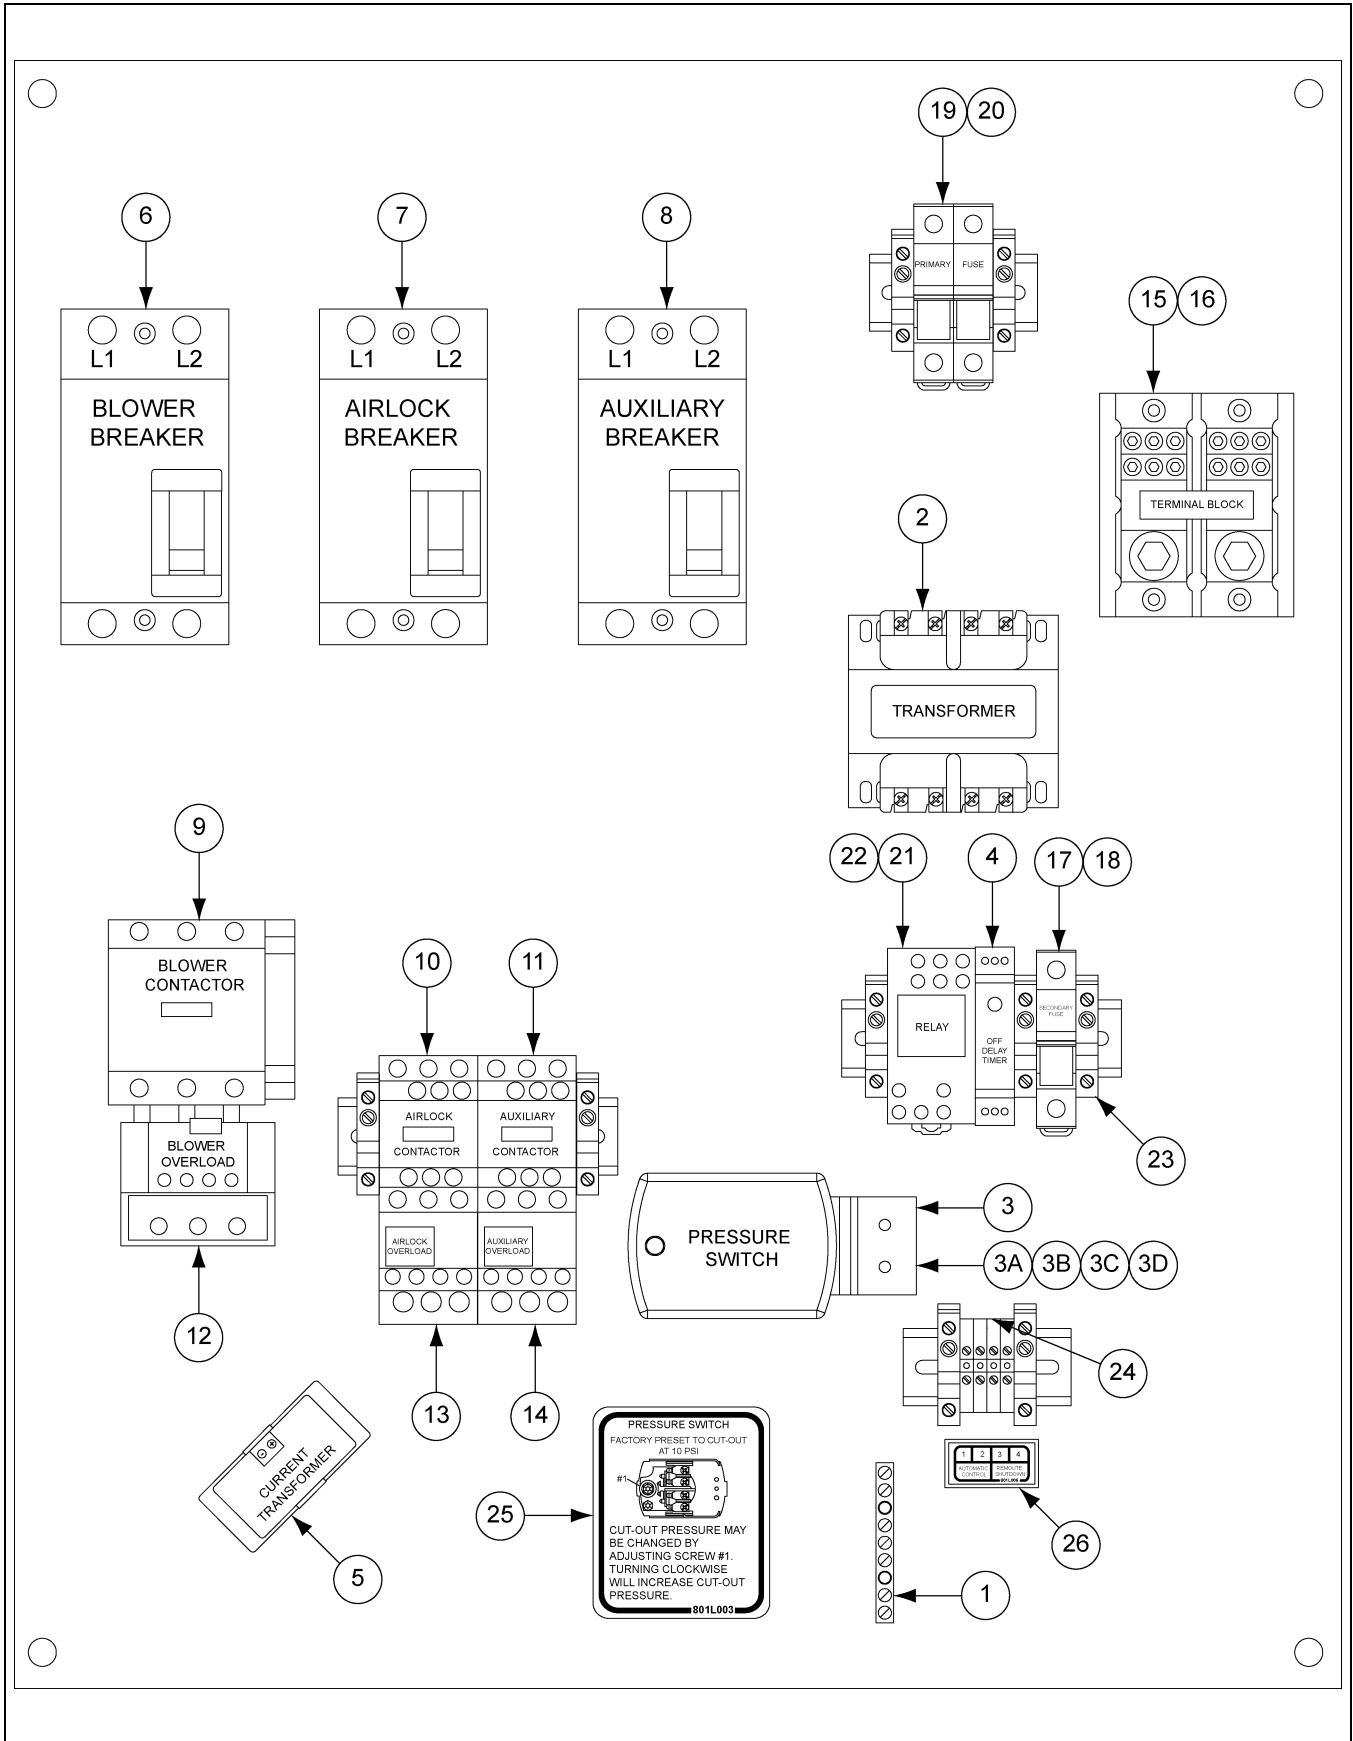 19 20
6 7 8
PRIMARY FUSE
15 16
L1 L2 L1 L2 L1 L2
BLOWER
BREAKER
AIRLOCK
BREAKER
AUXILIARY
BREAKER
TERMINAL BLOCK
2
TRANSFORMER
9
22 21 4 17 18
BLOWER
CONTACTOR
10 11
RELAY
OFF
DELAY
TIMER
SECONDARY
FUSE
AIRLOCK
CONTACTOR
AUXILIARY
CONTACTOR
BLOWER
OVERLOAD
23
3
PRESSURE
SWITCH
AIRLOCK
OVERLOAD
AUXILIARY
OVERLOAD
3A 3B 3C 3D
12
24
13 14
CURRENT
TRANSFORMER
5
PRESSURE SWITCH
FACTORY PRESET TO CUT-OUT
AT 10 PSI
#1
25
CUT-OUT PRESSURE MAY
BE CHANGED BY
ADJUSTING SCREW #1.
TURNING CLOCKWISE
WILL INCREASE CUT-OUT
PRESSURE.
801L003
1 2 3 4
AUTOMATIC
CONTROL
REMOUTE
SHUTDOWN
801L006
26
1